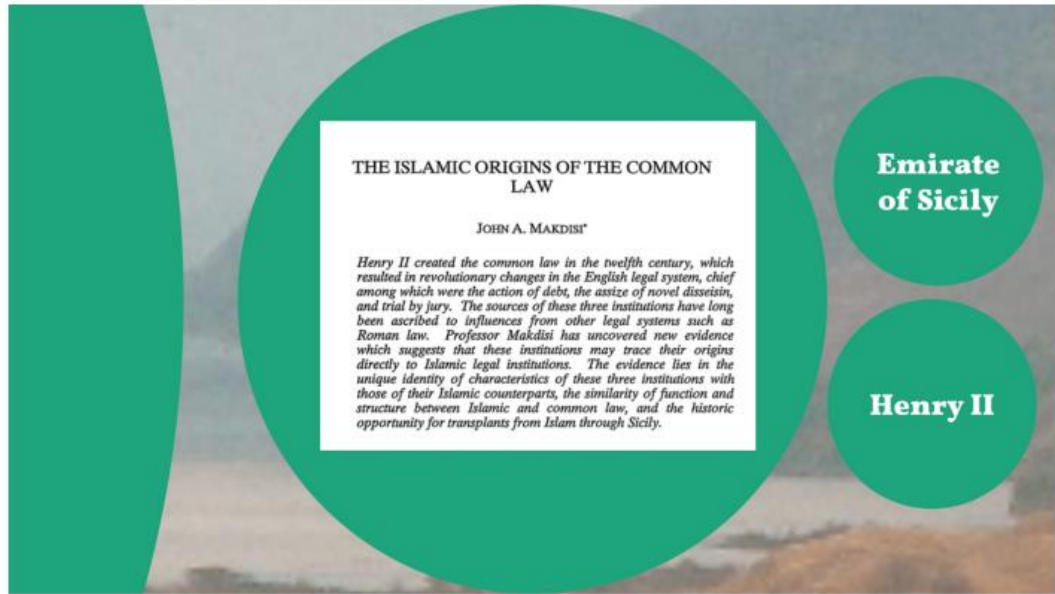 THE ISLAMIC ORIGINS OF THE COMMON
LAW
JOHN A. MAKDISI*
Henry II created the common law in the twelfth century, which
resulted in revolutionary changes in the English legal system, chief
among which were the action of debt, the assize of novel disseisin,
and trial by jury. The sources of these three institutions have long
been ascribed to influences from other legal systems such as
Roman law. Professor Makdisi has uncovered new evidence
which suggests that these institutions may trace their origins
directly to Islamic legal institutions. The evidence lies in the
unique identity of characteristics of these three institutions with
those of their Islamic counterparts, the similarity of function and
structure between Islamic and common law, and the historic
opportunity for transplants from Islam through Sicily.
Emirate
of Sicily
Henry II